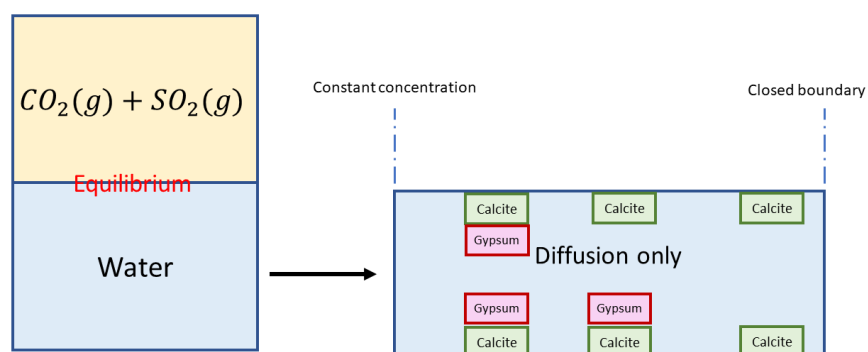 CO₂(g) + SO₂(g)
Equilibrium
Water
Constant concentration
Closed boundary
Calcite
Calcite
Calcite
Gypsum
Diffusion only
Gypsum
Gypsum
Calcite
Calcite
Calcite